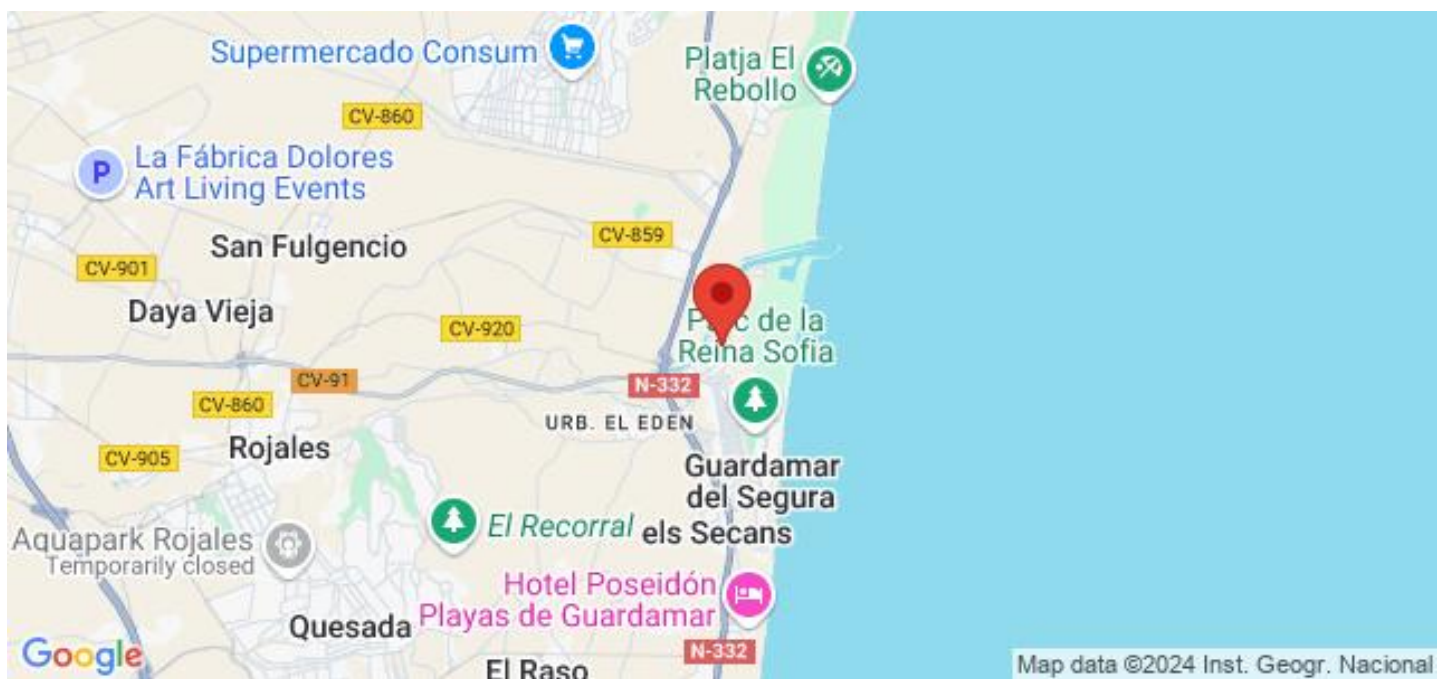 Supermercado Consum
Platja El
Rebollo
CV-860
La Fábrica Dolores
Art Living Events
P
CV-859
San Fulgencio
CV-901
Daya Vieja
CV-920
Parc de la
Reina Sofia
CV-91
N-332
CV-860
URB. EL EDEN
Rojales
CV-905
Guardamar
del Segura
El Recorral
els Secans
Aquapark Rojales
Temporarily closed
Hotel Poseidón
Playas de Guardamar
Quesada
Google
N-332
El Raso
Map data ©2024 Inst. Geogr. Nacional